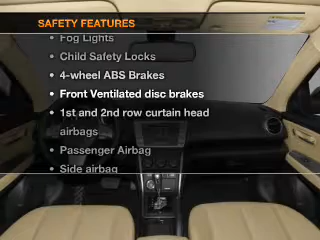 SAFETY FEATURES
• Fog Lights
• Child Safety Locks
• 4-wheel ABS Brakes
• Front Ventilated disc brakes
• 1st and 2nd row curtain head
airbags
• Passenger Airbag
• Side airbag